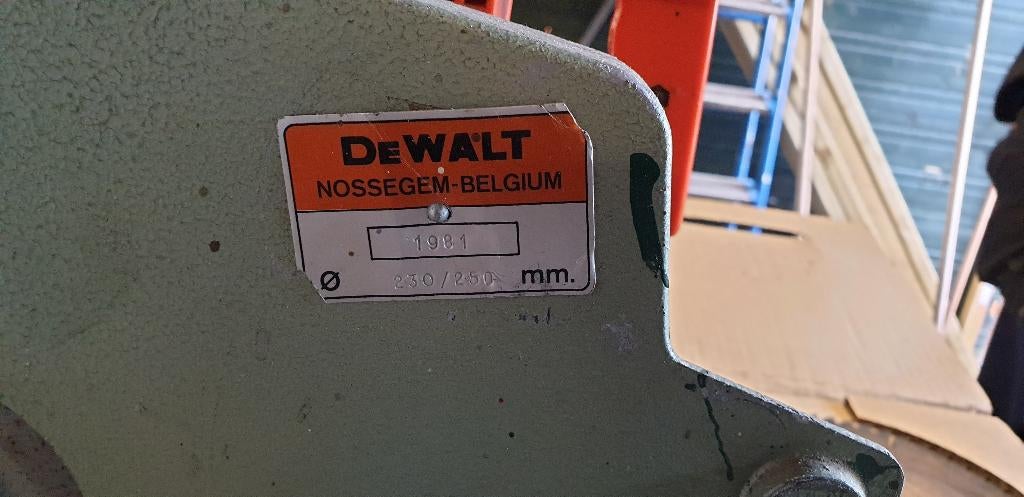 DEWALT
NOSSEGEM-BELGIUM
1981
Ø 230/250 mm.